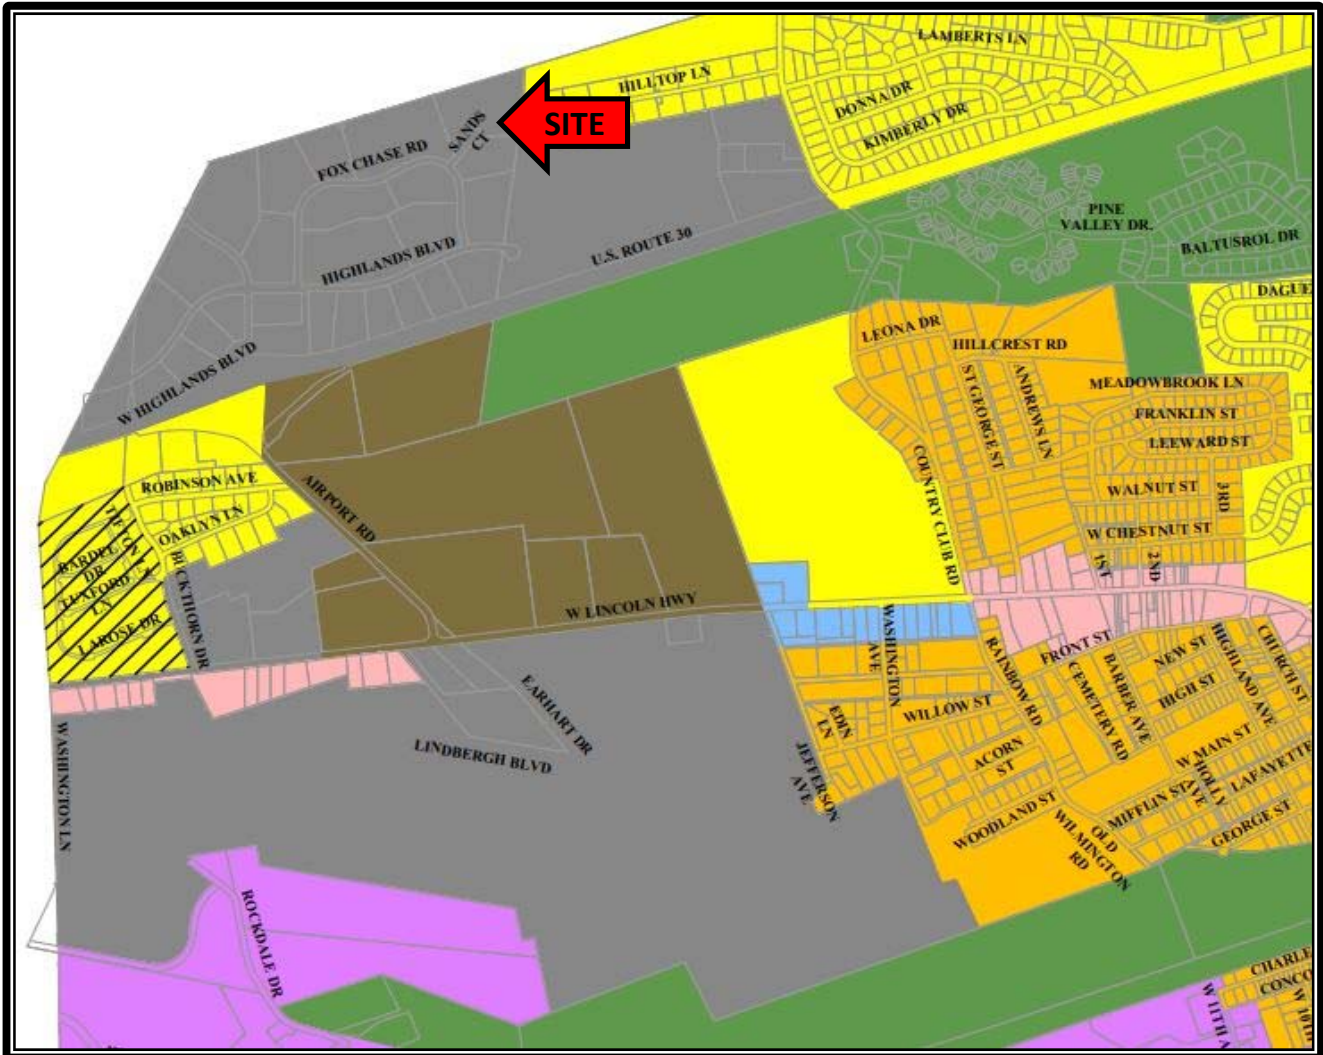 LAMBERTS LN
HILLTOP LN
DONNA DR
KIMBERLY DR
SITE
SANDS
CT
FOX CHASE RD
HIGHLANDS BLVD
U.S. ROUTE 30
PINE
VALLEY DR.
BALTUSROL DR
DAGUE
W HIGHLANDS BLVD
LEONA DR
HILLCREST RD
ST GEORGE ST
ANDREWS LN
MEADOWBROOK LN
FRANKLIN ST
LEEWARD ST
WALNUT ST
3RD
W CHESTNUT ST
1ST
2ND
COUNTRY CLUB RD
ROBINSON AVE
OAKLYN LN
AIRPORT RD
TIFTON LN
BARDEL
DR
TUXFORD
LN
LAROSE DR
BUCKTHORN DR
W LINCOLN HWY
WASHINGTON
AVE
RAINBOW RD
FRONT ST
CEMETERY RD
BARBER AVE
NEW ST
HIGH ST
HIGHLAND AVE
CHURCH ST
EARHART DR
LINDBERGH BLVD
WASHINGTON LN
EDIN
LN
WILLOW ST
ACORN
ST
WOODLAND ST
JEFFERSON
AVE
W MAIN ST
HOLLY
AVE
LAFAYETTE
MIFFLIN ST
GEORGE ST
OLD
WILMINGTON
RD
ROCKDALE DR
CHARLE
CONCO
W 11TH A
W 10TH